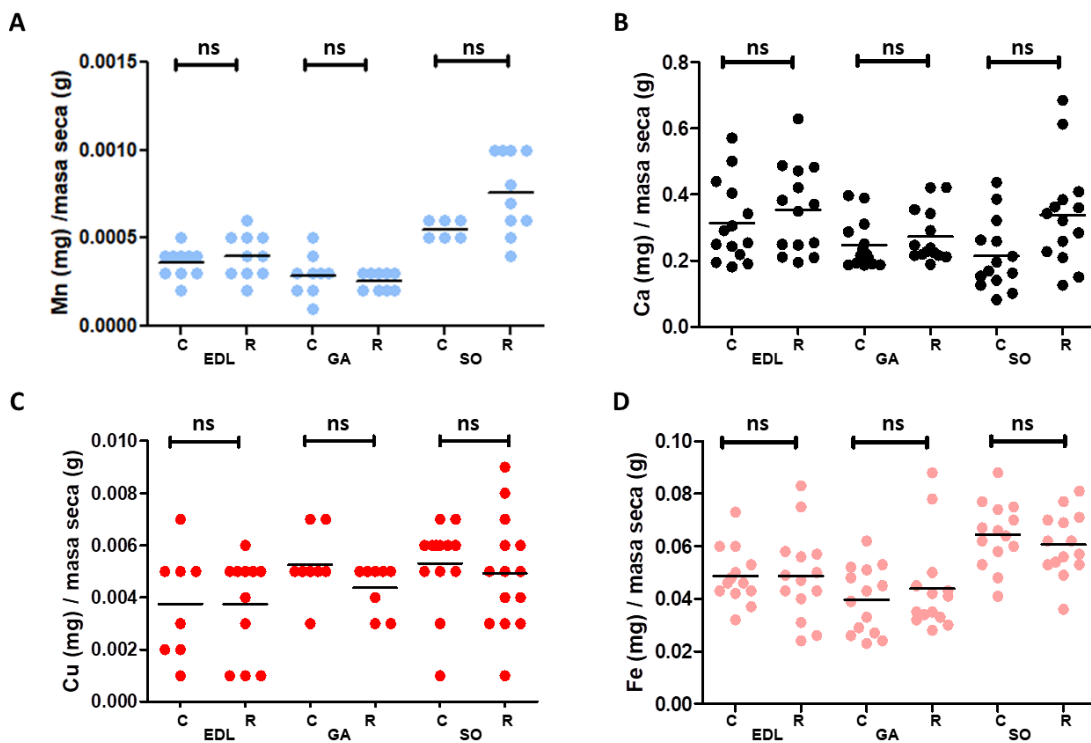 A
Mn (mg) /masa seca (g)
ns
ns
ns
0.0015
0.0010
0.0005
0.0000
C R C R C R
EDL GA SO
B
Ca (mg) / masa seca (g)
ns
ns
ns
0.8
0.6
0.4
0.2
0.0
C R C R C R
EDL GA SO
C
Cu (mg) / masa seca (g)
ns
ns
ns
0.010
0.008
0.006
0.004
0.002
0.000
C R C R C R
EDL GA SO
D
Fe (mg) / masa seca (g)
ns
ns
ns
0.10
0.08
0.06
0.04
0.02
0.00
C R C R C R
EDL GA SO